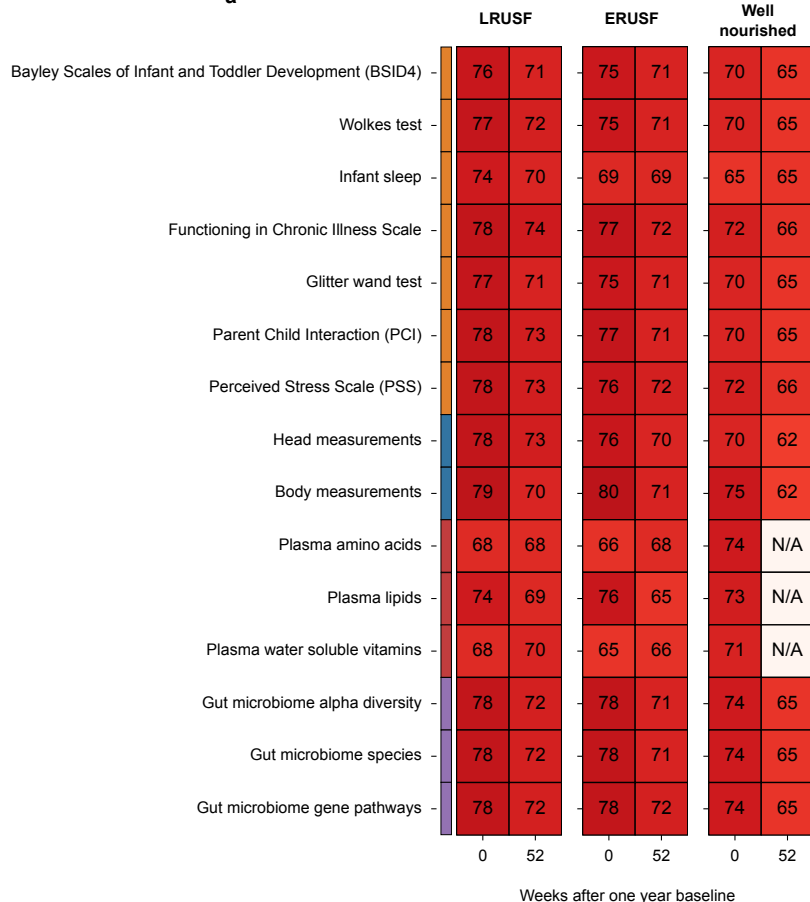 a
LRUSF ERUSF Well
nourished
Bayley Scales of Infant and Toddler Development (BSID4) 76 71 75 71 70 65
Wolkes test 77 72 75 71 70 65
Infant sleep 74 70 69 69 65 65
Functioning in Chronic Illness Scale 78 74 77 72 72 66
Glitter wand test 77 71 75 71 70 65
Parent Child Interaction (PCI) 78 73 77 71 70 65
Perceived Stress Scale (PSS) 78 73 76 72 72 66
Head measurements 78 73 76 70 70 62
Body measurements 79 70 80 71 75 62
Plasma amino acids 68 68 66 68 74 N/A
Plasma lipids 74 69 76 65 73 N/A
Plasma water soluble vitamins 68 70 65 66 71 N/A
Gut microbiome alpha diversity 78 72 78 71 74 65
Gut microbiome species 78 72 78 71 74 65
Gut microbiome gene pathways 78 72 78 72 74 65
0 52 0 52 0 52
Weeks after one year baseline